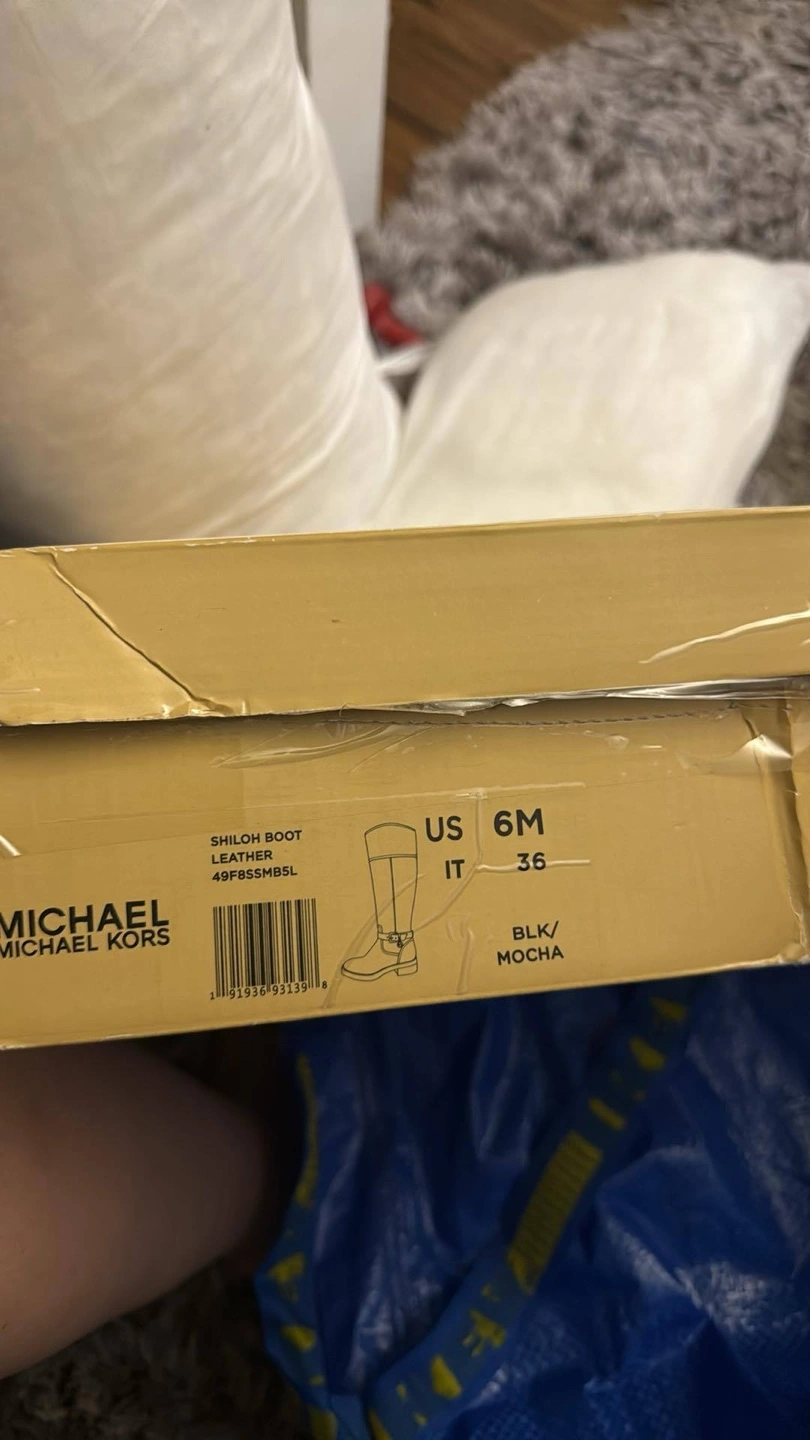 SHILOH BOOT
LEATHER
49F8SSMB5L
US 6M
IT 36
MICHAEL
MICHAEL KORS
BLK/
MOCHA
1 91936 93139 8